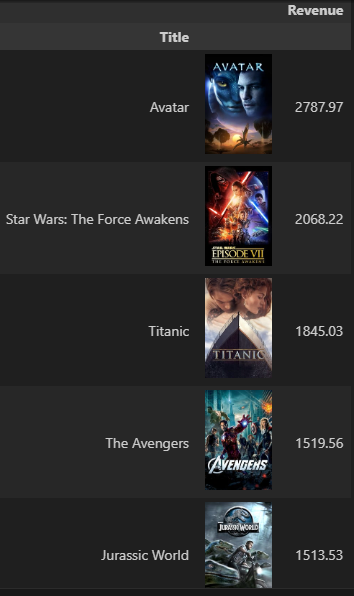 Revenue
Title
AVATAR
Avatar 2787.97
STAR WARS
EPISODE VII
THE FORCE AWAKENS
Star Wars: The Force Awakens 2068.22
TITANIC
Titanic 1845.03
AVENGERS
The Avengers 1519.56
JURASSIC WORLD
Jurassic World 1513.53